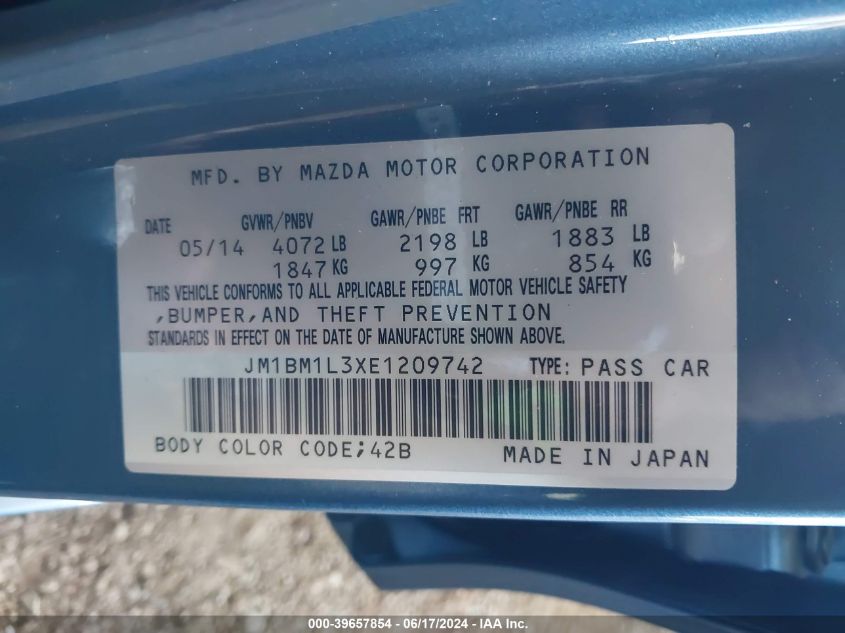 MFD. BY MAZDA MOTOR CORPORATION
DATE GVWR/PNBV GAWR/PNBE FRT GAWR/PNBE RR
05/14 4072 LB 2198 LB 1883 LB
1847 KG 997 KG 854 KG
THIS VEHICLE CONFORMS TO ALL APPLICABLE FEDERAL MOTOR VEHICLE SAFETY
,BUMPER,AND THEFT PREVENTION
STANDARDS IN EFFECT ON THE DATE OF MANUFACTURE SHOWN ABOVE.
JM1BM1L3XE1209742 TYPE: PASS CAR
BODY COLOR CODE;42B MADE IN JAPAN
000-39657854 - 06/17/2024 - IAA Inc.